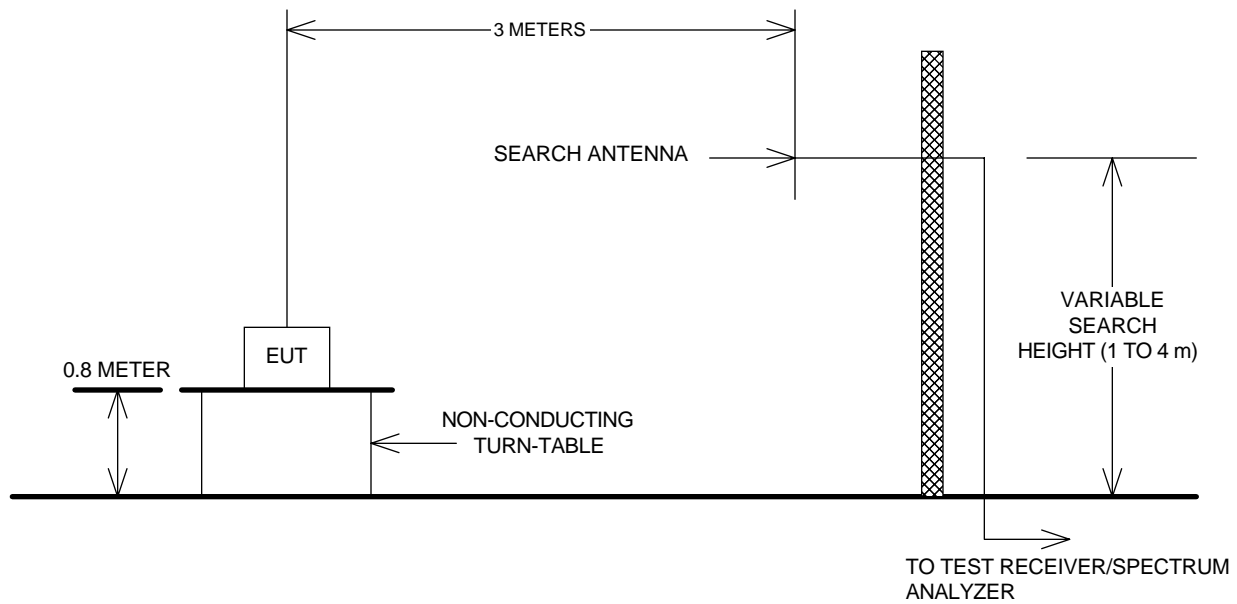 3 METERS
SEARCH ANTENNA
VARIABLE
SEARCH
HEIGHT (1 TO 4 m)
EUT
0.8 METER
NON-CONDUCTING
TURN-TABLE
TO TEST RECEIVER/SPECTRUM
ANALYZER